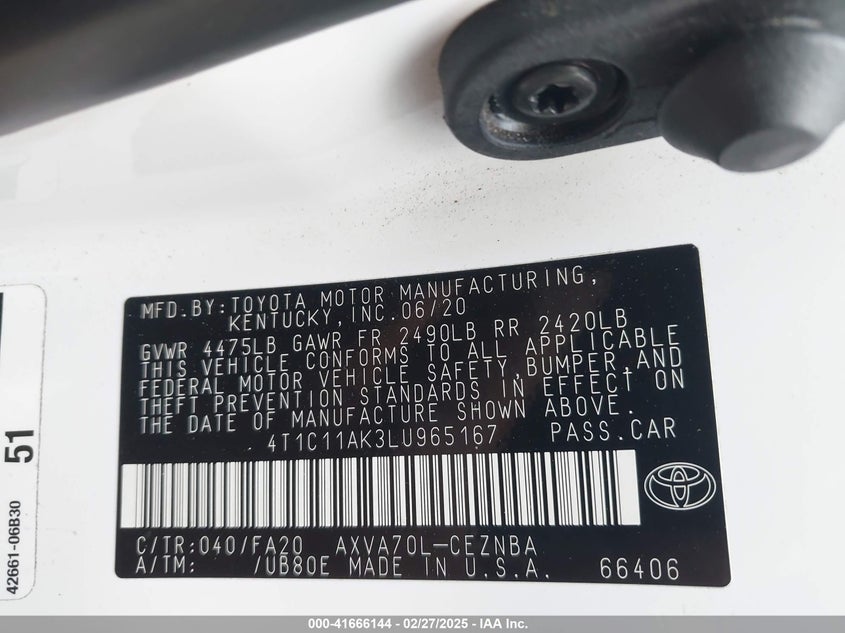 MFD.BY:TOYOTA MOTOR MANUFACTURING,
KENTUCKY,INC.06/20
GVWR 4475LB GAWR FR 2490LB RR 2420LB
THIS VEHICLE CONFORMS TO ALL APPLICABLE
FEDERAL MOTOR VEHICLE SAFETY,BUMPER,AND
THEFT PREVENTION STANDARDS IN EFFECT ON
THE DATE OF MANUFACTURE SHOWN ABOVE.
4T1C11AK3LU965167 PASS.CAR
C/TR:040/FA20 AXVA70L-CEZNBA
A/TM: /UB80E MADE IN U.S.A. 66406
42661-06B30
51
000-41666144 - 02/27/2025 - IAA Inc.